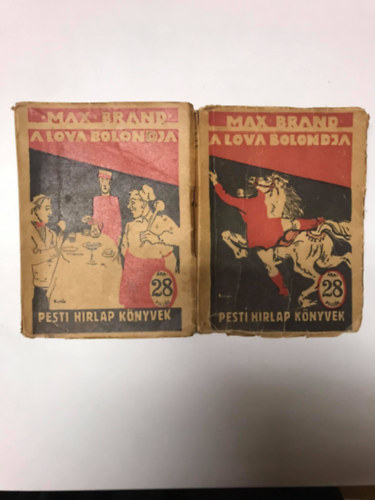 MAX BRAND
A LOVA BOLONDJA
28
PESTI HIRLAP KÖNYVEK
MAX BRAND
A LOVA BOLONDJA
28
PESTI HIRLAP KÖNYVEK